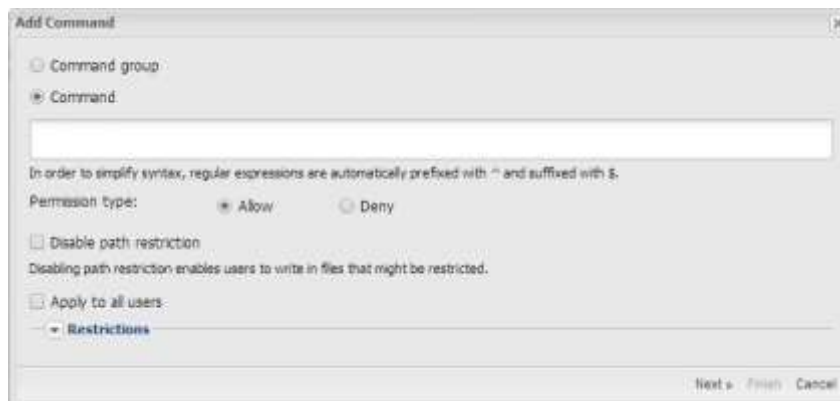 Add Command
Command group
Command
In order to simplify syntax, regular expressions are automatically prefixed with ^ and suffixed with $.
Permission type: Allow Deny
Disable path restriction
Disabling path restriction enables users to write in files that might be restricted.
Apply to all users
Restrictions
Next » Finish Cancel